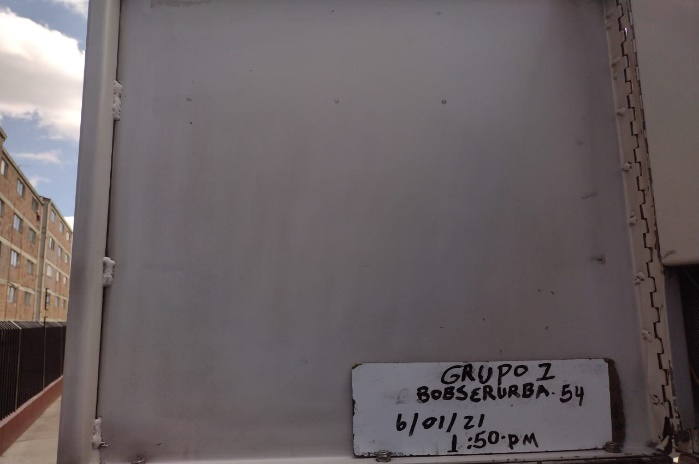 GRUPO 1
BOBSERURBA. 54
6/01/21
1:50.PM